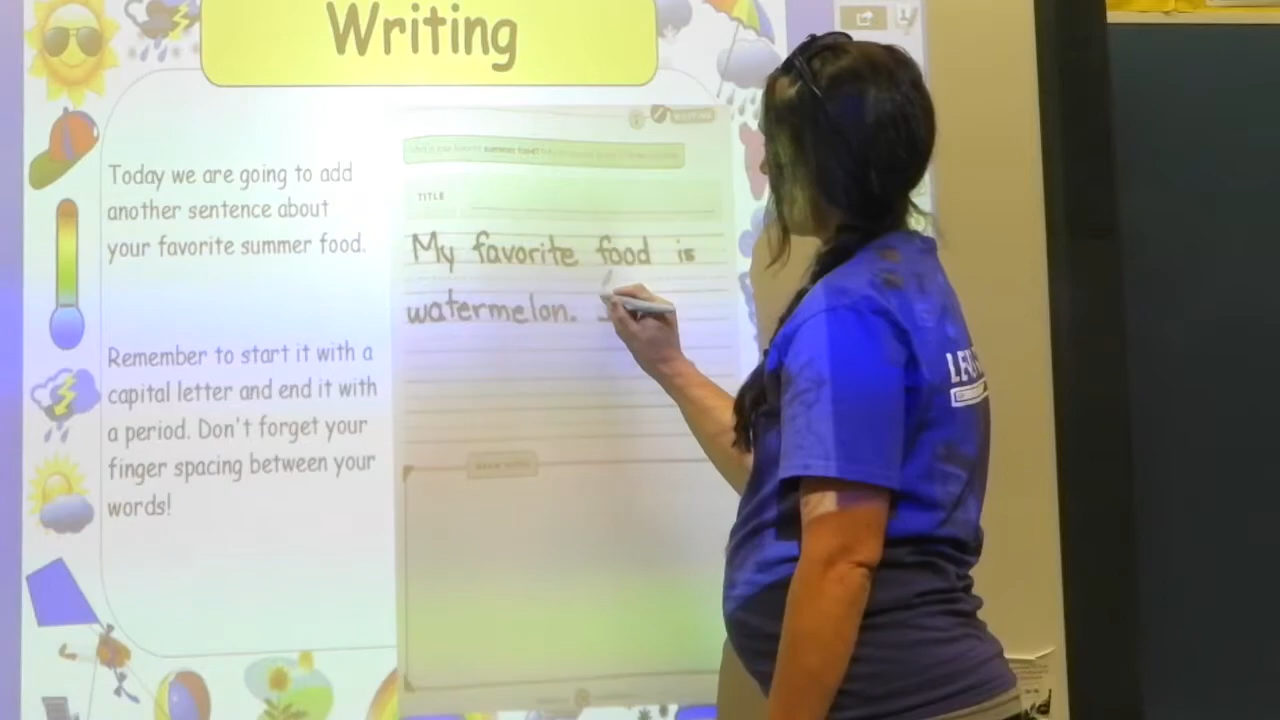 Writing
Today we are going to add
another sentence about
your favorite summer food.
Remember to start it with a
capital letter and end it with
a period. Don't forget your
finger spacing between your
words!
WRITING
TITLE
My favorite food is
watermelon.